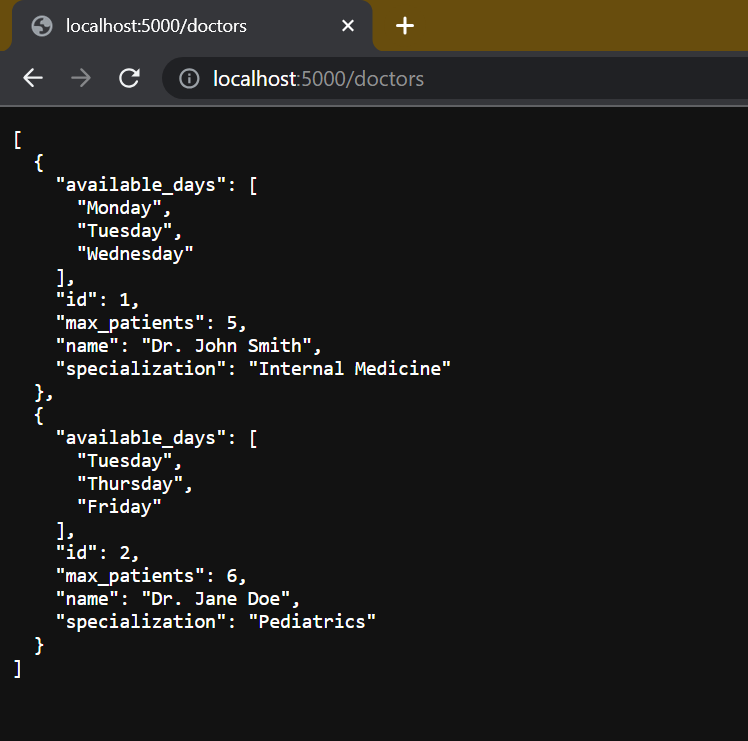 localhost:5000/doctors
localhost:5000/doctors
[
  {
    "available_days": [
      "Monday",
      "Tuesday",
      "Wednesday"
    ],
    "id": 1,
    "max_patients": 5,
    "name": "Dr. John Smith",
    "specialization": "Internal Medicine"
  },
  {
    "available_days": [
      "Tuesday",
      "Thursday",
      "Friday"
    ],
    "id": 2,
    "max_patients": 6,
    "name": "Dr. Jane Doe",
    "specialization": "Pediatrics"
  }
]